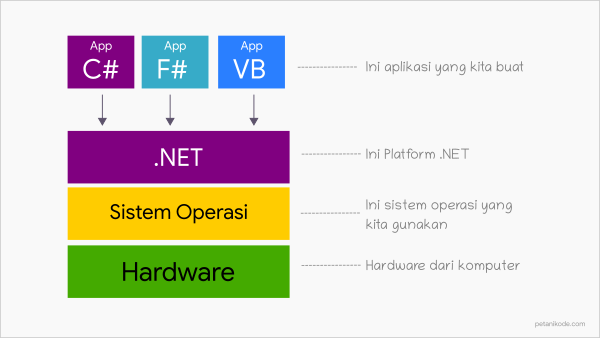 App
C#
App
F#
App
VB
Ini aplikasi yang kita buat
.NET
Ini Platform .NET
Sistem Operasi
Ini sistem operasi yang
kita gunakan
Hardware
Hardware dari komputer
petanikode.com